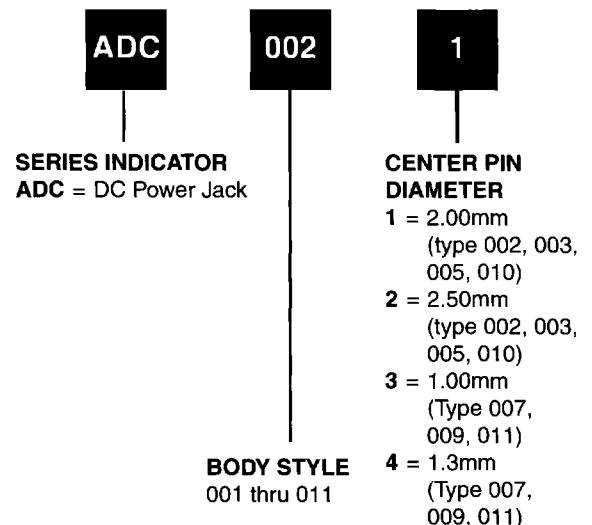 ADC 002 1
SERIES INDICATOR
ADC = DC Power Jack
CENTER PIN
DIAMETER
1 = 2.00mm
(type 002, 003,
005, 010)
2 = 2.50mm
(type 002, 003,
005, 010)
3 = 1.00mm
(Type 007,
009, 011)
4 = 1.3mm
(Type 007,
009, 011)
BODY STYLE
001 thru 011